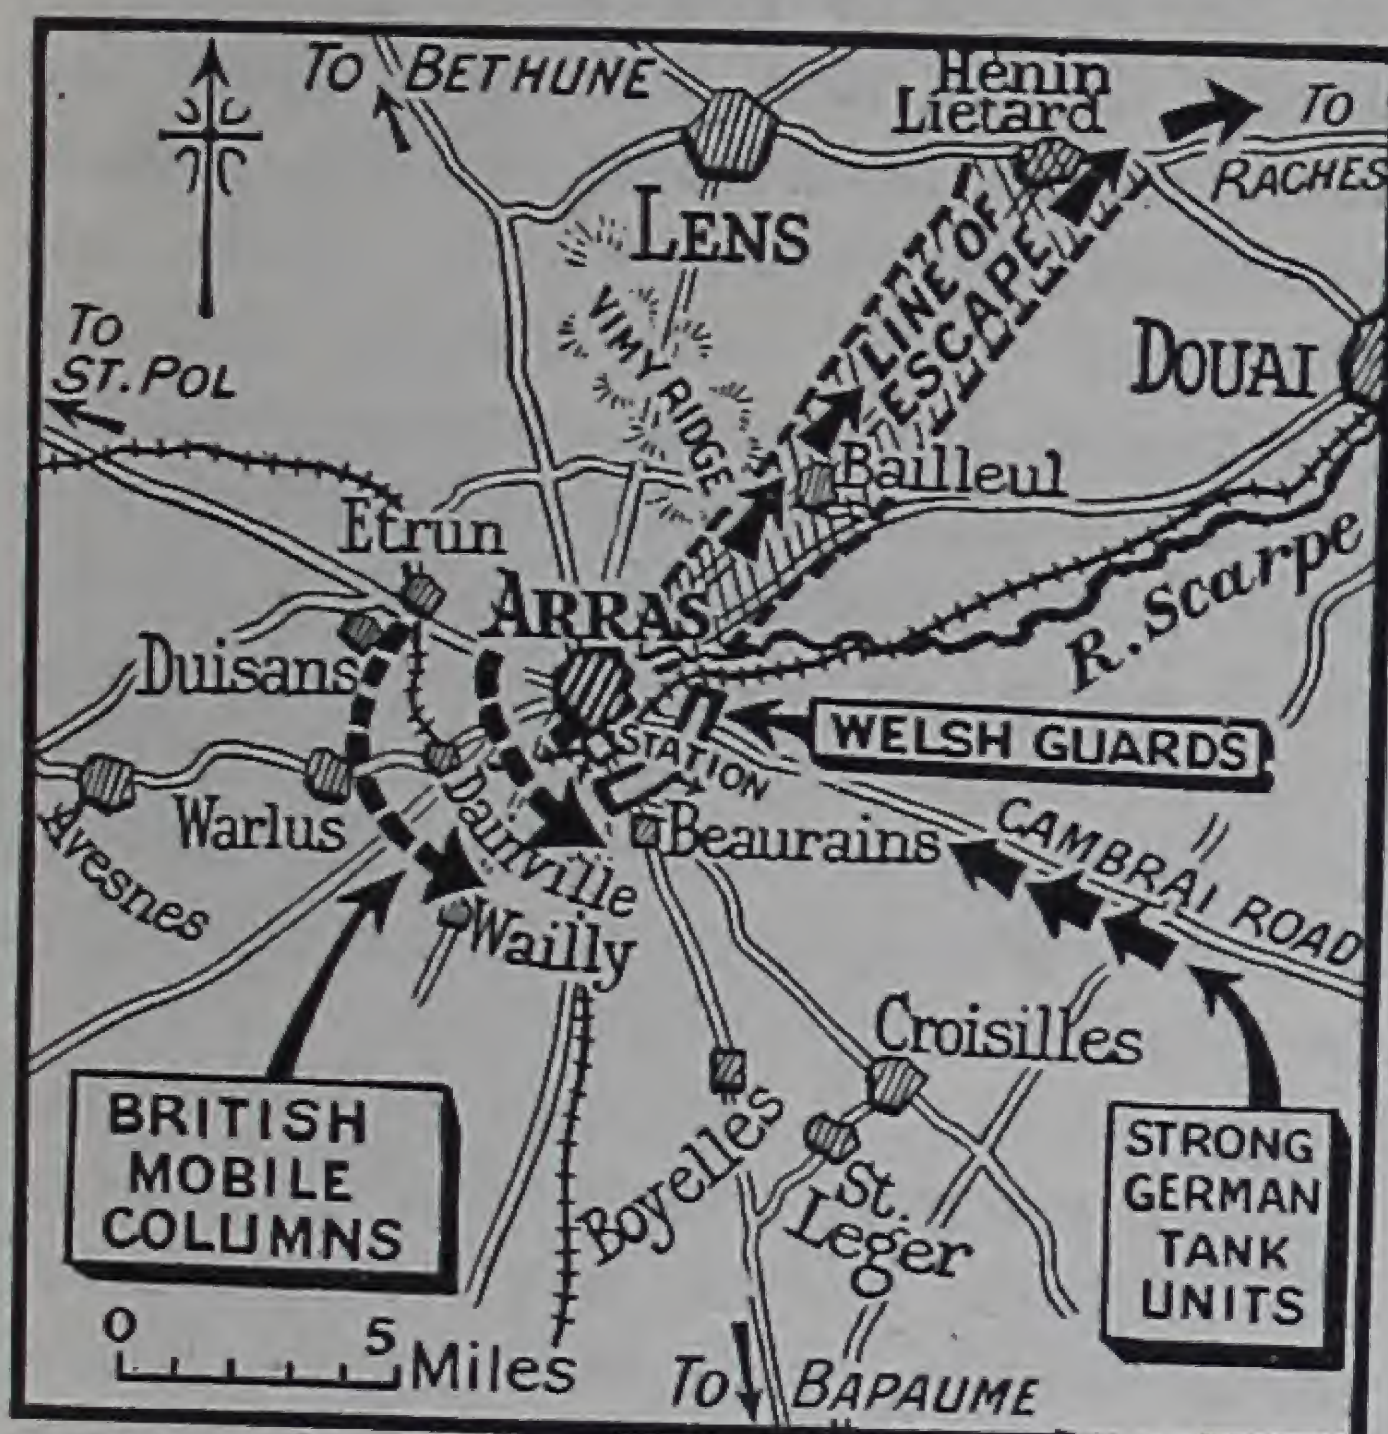 To BETHUNE
Hénin
Liétard
To
RACHES
LENS
LINE OF
ESCAPE
VIMY RIDGE
To
ST. POL
DOUAI
Bailleul
Etrun
ARRAS
R. Scarpe
Duisans
STATION
WELSH GUARDS
Dainville
Warlus
Beaurains
Avesnes
CAMBRAI ROAD
Wailly
Croisilles
BRITISH
MOBILE
COLUMNS
Boyelles
St.
Leger
STRONG
GERMAN
TANK
UNITS
0 5 Miles
To BAPAUME